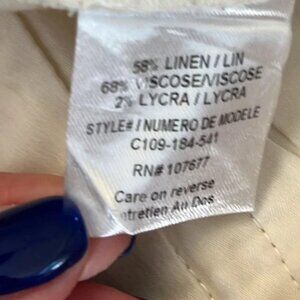 58% LINEN / LIN
68% VISCOSE/VISCOSE
2% LYCRA / LYCRA
STYLE# / NUMERO DE MODELE
C109-184-541
RN# 107677
Care on reverse
Entretien Au Dos